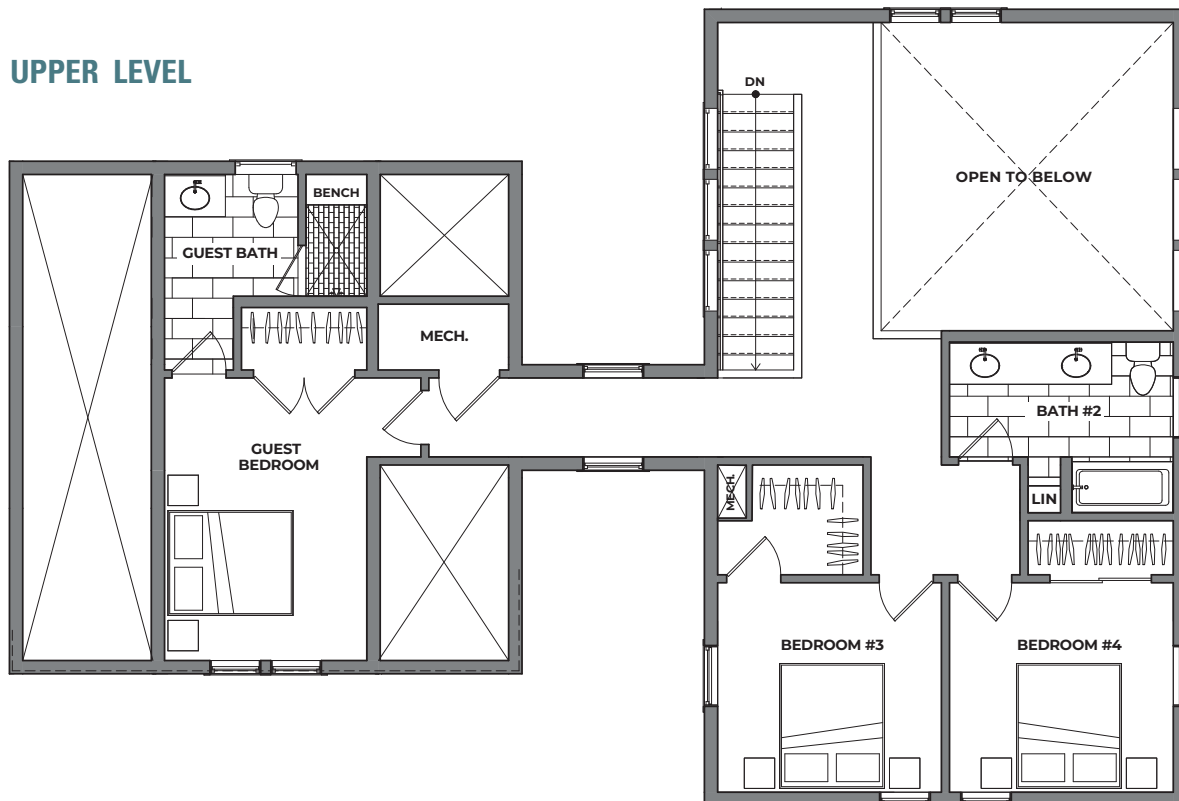 UPPER LEVEL
DN
OPEN TO BELOW
BENCH
GUEST BATH
MECH.
GUEST
BEDROOM
BATH #2
MECH.
LIN
BEDROOM #3
BEDROOM #4